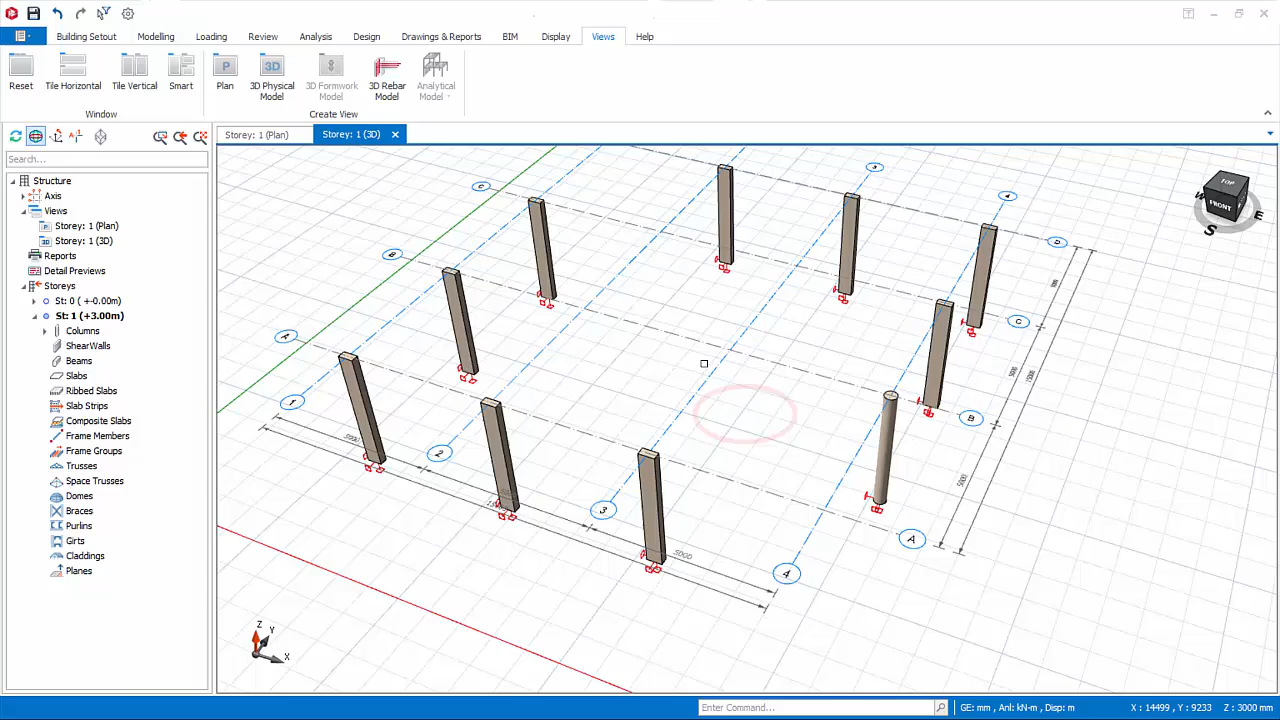 Building Setout
Modelling
Loading
Review
Analysis
Design
Drawings & Reports
BIM
Display
Views
Help
Reset
Tile Horizontal
Tile Vertical
Smart
P
Plan
3D
3D Physical
Model
3D Formwork
Model
3D Rebar
Model
Analytical
Model
Window
Create View
Storey: 1 (Plan)
Storey: 1 (3D)
Search...
Structure
Axis
Views
Storey: 1 (Plan)
Storey: 1 (3D)
Reports
Detail Previews
Storeys
St: 0 ( +-0.00m)
St: 1 (+3.00m)
Columns
ShearWalls
Beams
Slabs
Ribbed Slabs
Slab Strips
Composite Slabs
Frame Members
Frame Groups
Trusses
Space Trusses
Domes
Braces
Purlins
Girts
Claddings
Planes
TOP
FRONT
W
E
S
C
3
4
B
D
A
C
1
B
2
3
A
4
5000
5000
5000
Z
Y
X
Enter Command...
GE: mm , Anl: kN-m , Disp: m
X : 14499 , Y : 9233
Z : 3000 mm